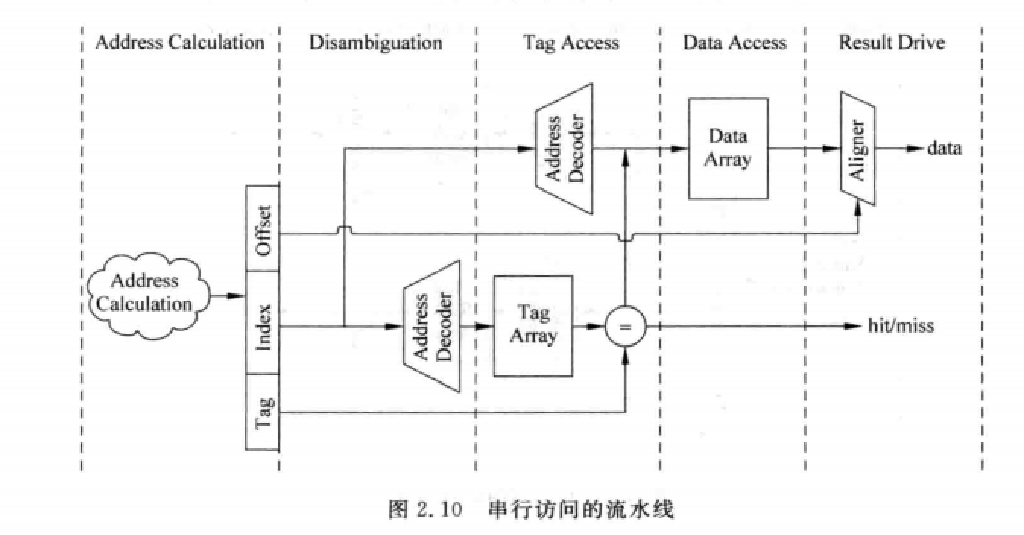 Address Calculation
Disambiguation
Tag Access
Data Access
Result Drive
Address
Decoder
Data
Array
Aligner
data
Offset
Address
Calculation
Index
Address
Decoder
Tag
Array
=
hit/miss
Tag
图 2.10 串行访问的流水线